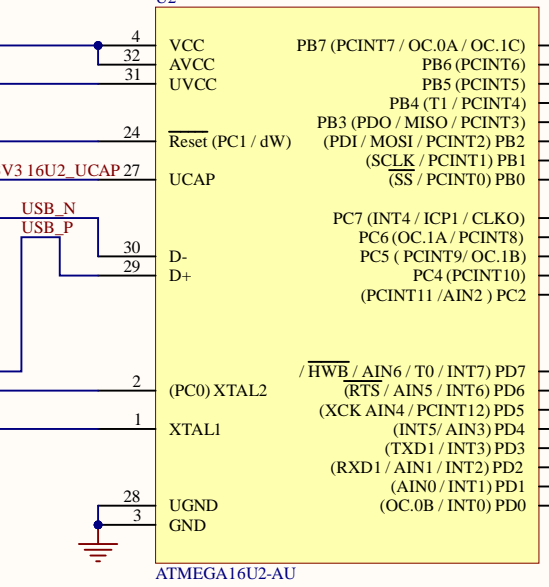 U2
4 VCC PB7 (PCINT7 / OC.0A / OC.1C)
32 AVCC PB6 (PCINT6)
31 UVCC PB5 (PCINT5)
PB4 (T1 / PCINT4)
PB3 (PDO / MISO / PCINT3)
24 Reset (PC1 / dW) (PDI / MOSI / PCINT2) PB2
(SCLK / PCINT1) PB1
V3 16U2_UCAP 27 UCAP (SS / PCINT0) PB0
USB_N PC7 (INT4 / ICP1 / CLKO)
USB_P PC6 (OC.1A / PCINT8)
30 D- PC5 ( PCINT9/ OC.1B)
29 D+ PC4 (PCINT10)
(PCINT11 /AIN2 ) PC2
/ HWB / AIN6 / T0 / INT7) PD7
2 (PC0) XTAL2 (RTS / AIN5 / INT6) PD6
(XCK AIN4 / PCINT12) PD5
1 XTAL1 (INT5/ AIN3) PD4
(TXD1 / INT3) PD3
(RXD1 / AIN1 / INT2) PD2
(AIN0 / INT1) PD1
28 UGND (OC.0B / INT0) PD0
3 GND
ATMEGA16U2-AU